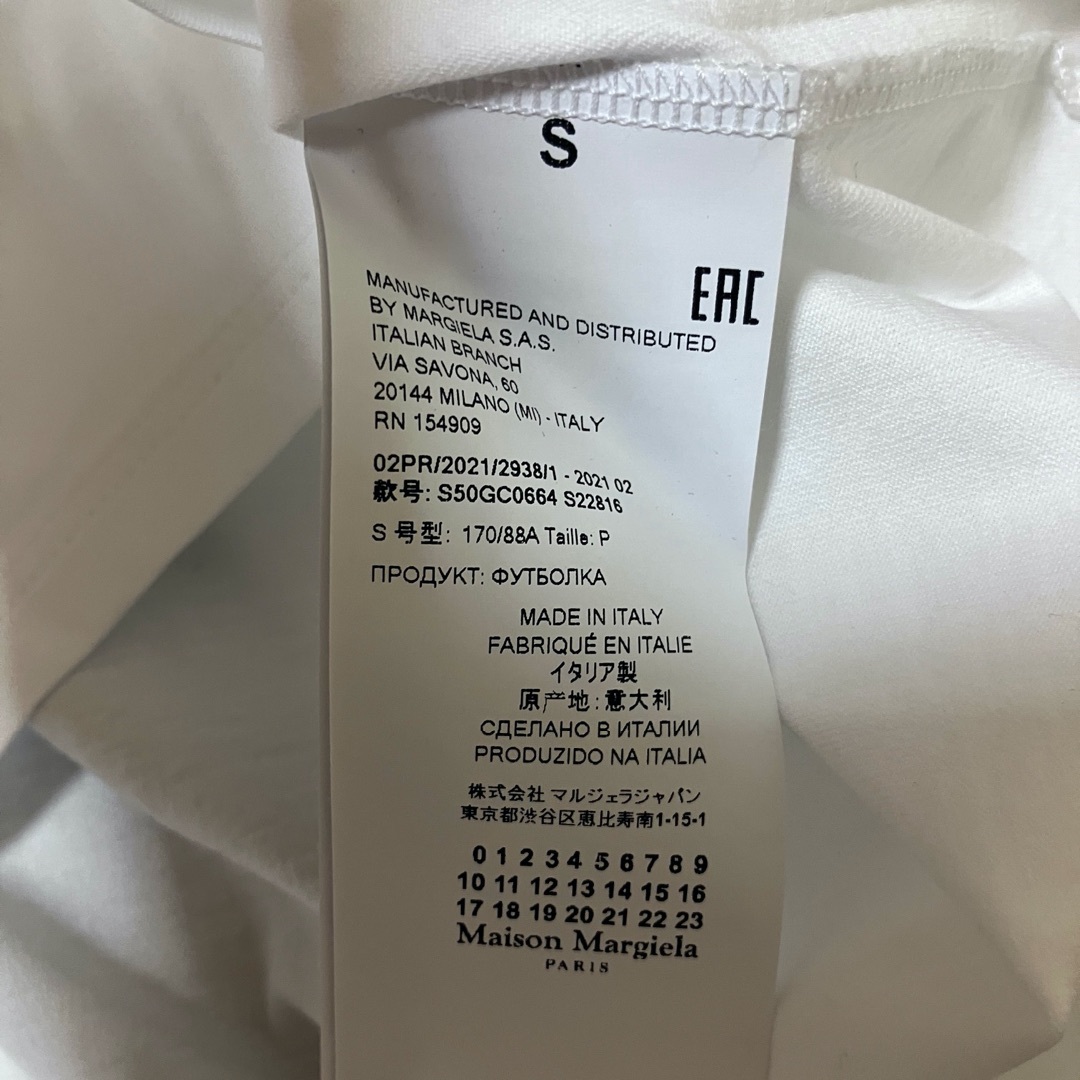 S
EAC
MANUFACTURED AND DISTRIBUTED
BY MARGIELA S.A.S.
ITALIAN BRANCH
VIA SAVONA, 60
20144 MILANO (MI) - ITALY
RN 154909
02PR/2021/2938/1 - 2021 02
款号: S50GC0664 S22816
S 号型: 170/88A Taille: P
ПРОДУКТ: ФУТБОЛКА
MADE IN ITALY
FABRIQUÉ EN ITALIE
イタリア製
原产地: 意大利
СДЕЛАНО В ИТАЛИИ
PRODUZIDO NA ITALIA
株式会社 マルジェラジャパン
東京都渋谷区恵比寿南1-15-1
0 1 2 3 4 5 6 7 8 9
10 11 12 13 14 15 16
17 18 19 20 21 22 23
Maison Margiela
PARIS